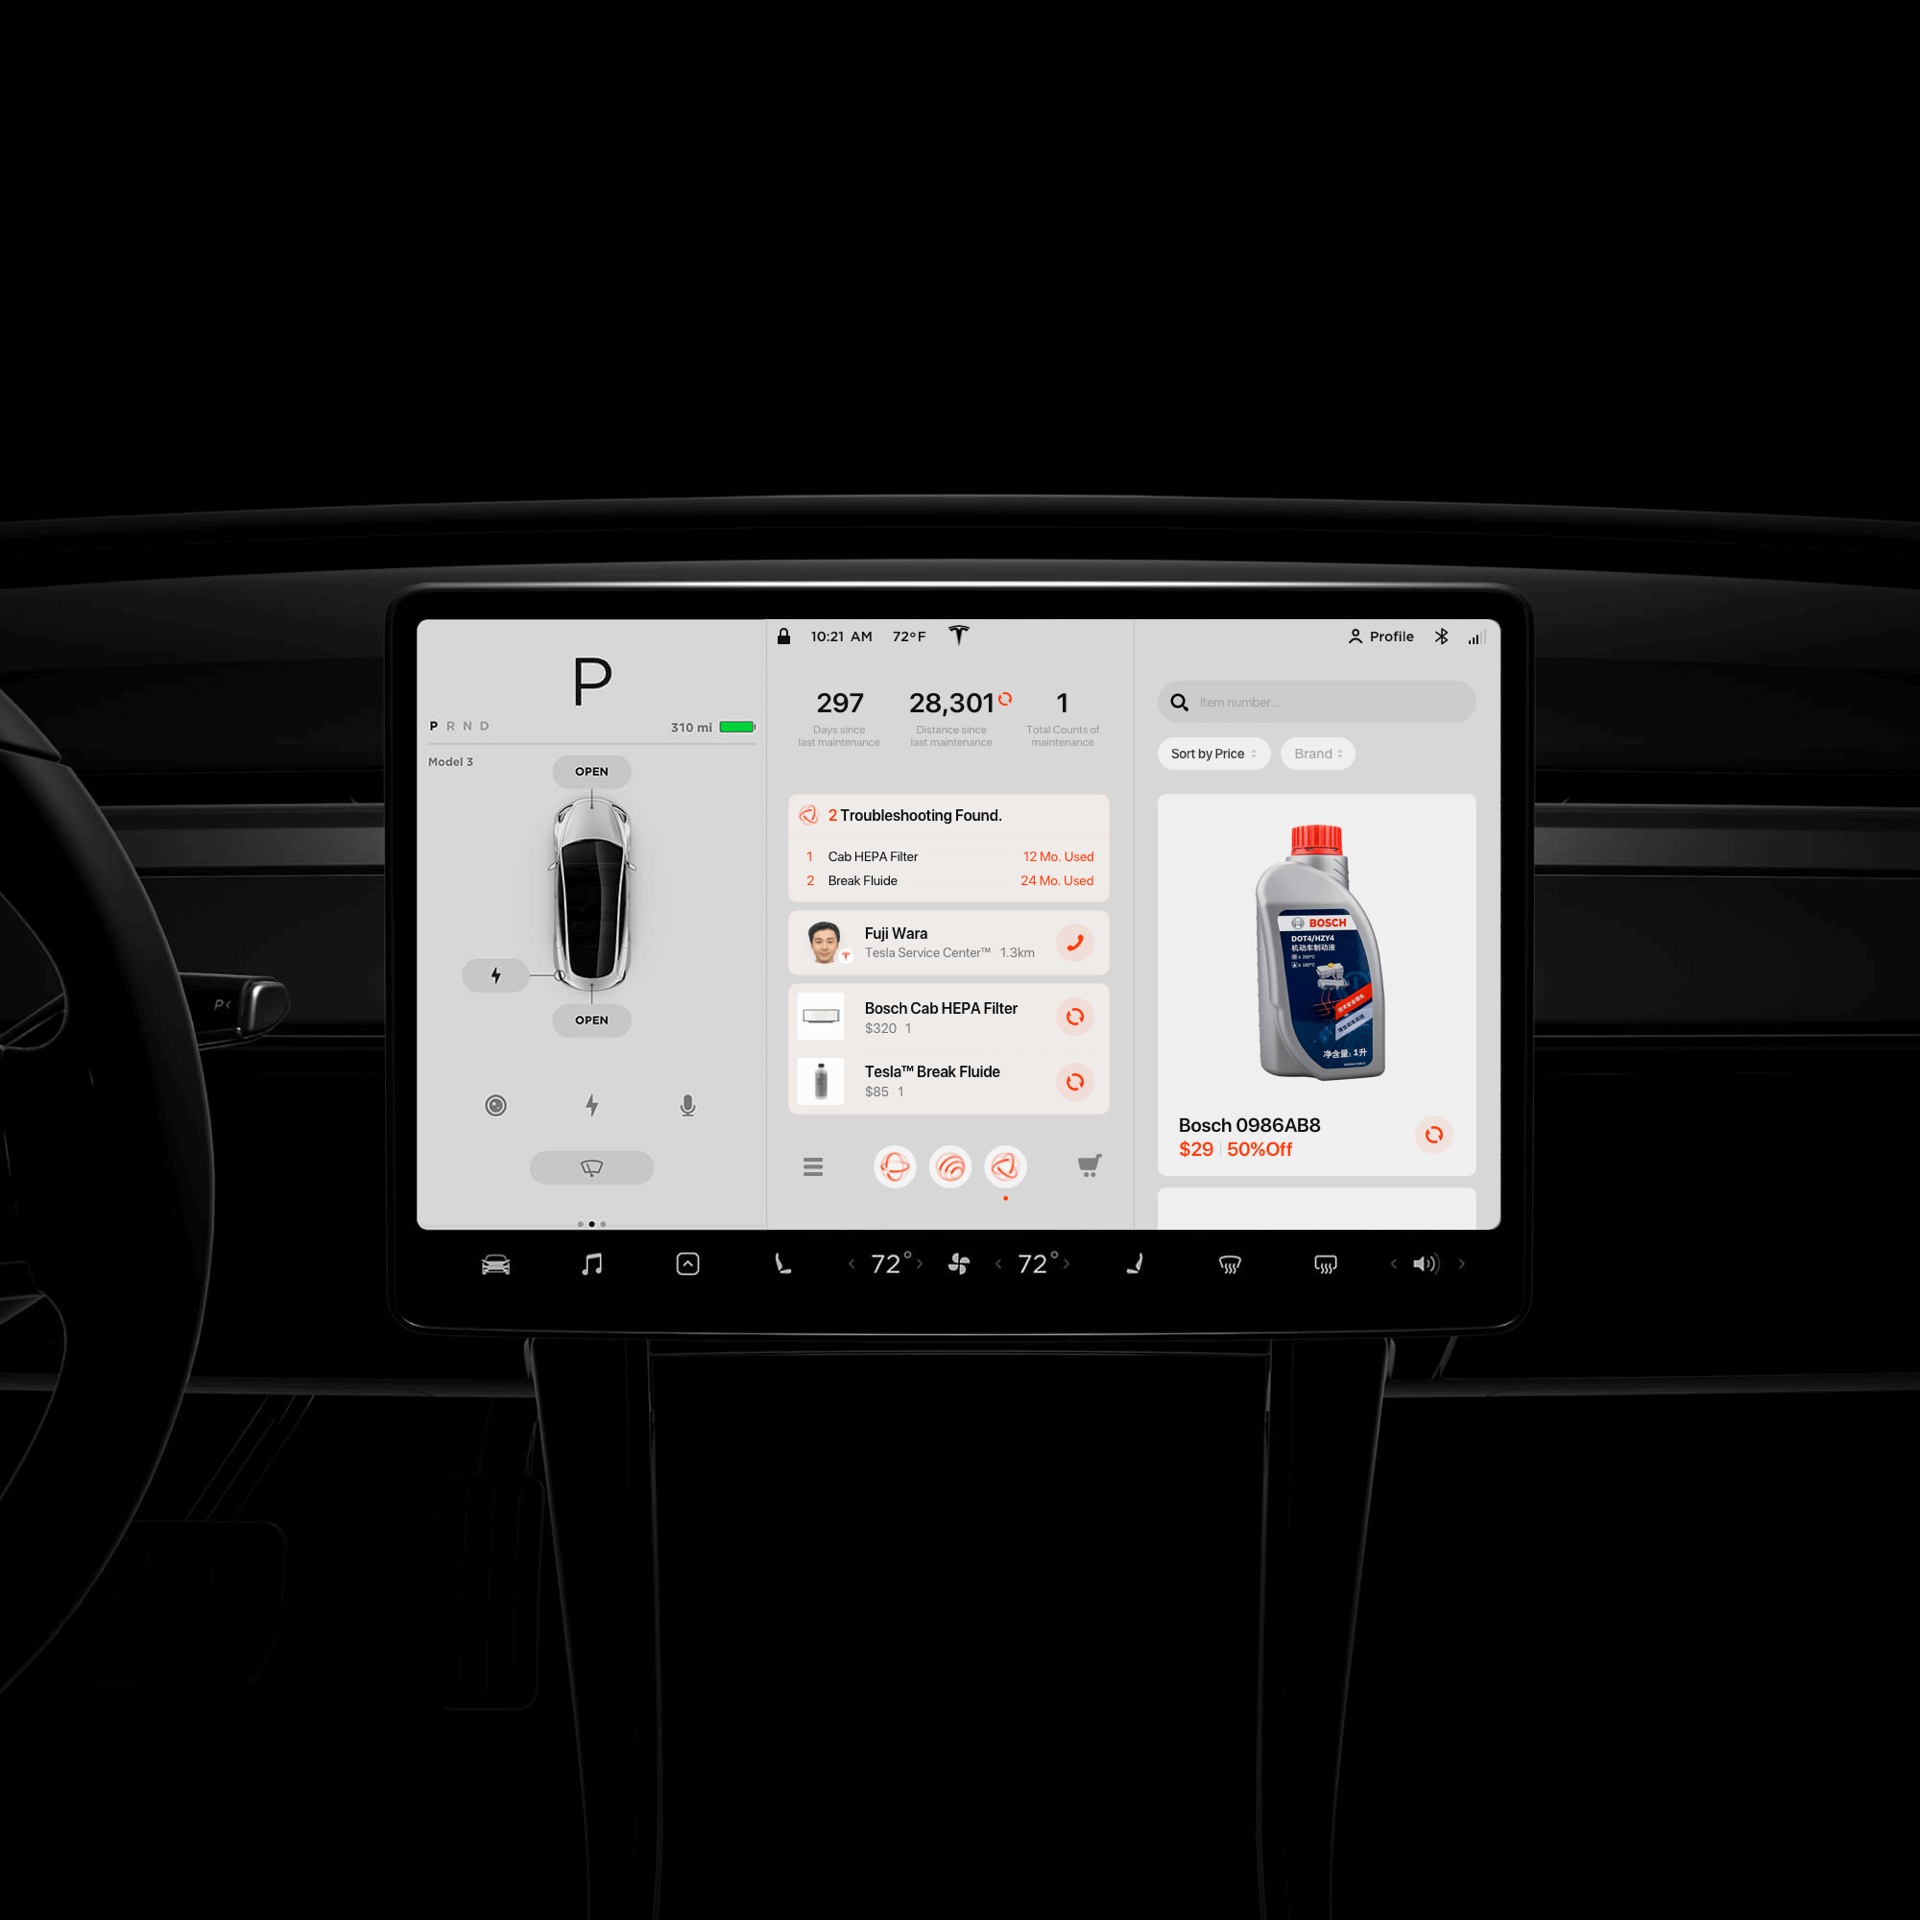 P
P R N D
310 mi
Model 3
OPEN
OPEN
10:21 AM 72°F
Profile
297
Days since
last maintenance
28,301
Distance since
last maintenance
1
Total Counts of
maintenance
2 Troubleshooting Found.
1 Cab HEPA Filter 12 Mo. Used
2 Break Fluide 24 Mo. Used
Fuji Wara
Tesla Service Center™ 1.3km
Bosch Cab HEPA Filter
$320 1
Tesla™ Break Fluide
$85 1
Item number...
Sort by Price
Brand
BOSCH
DOT4/HZY4
机动车制动液
净含量: 1升
Bosch 0986AB8
$29 50%Off
P<
72°
72°